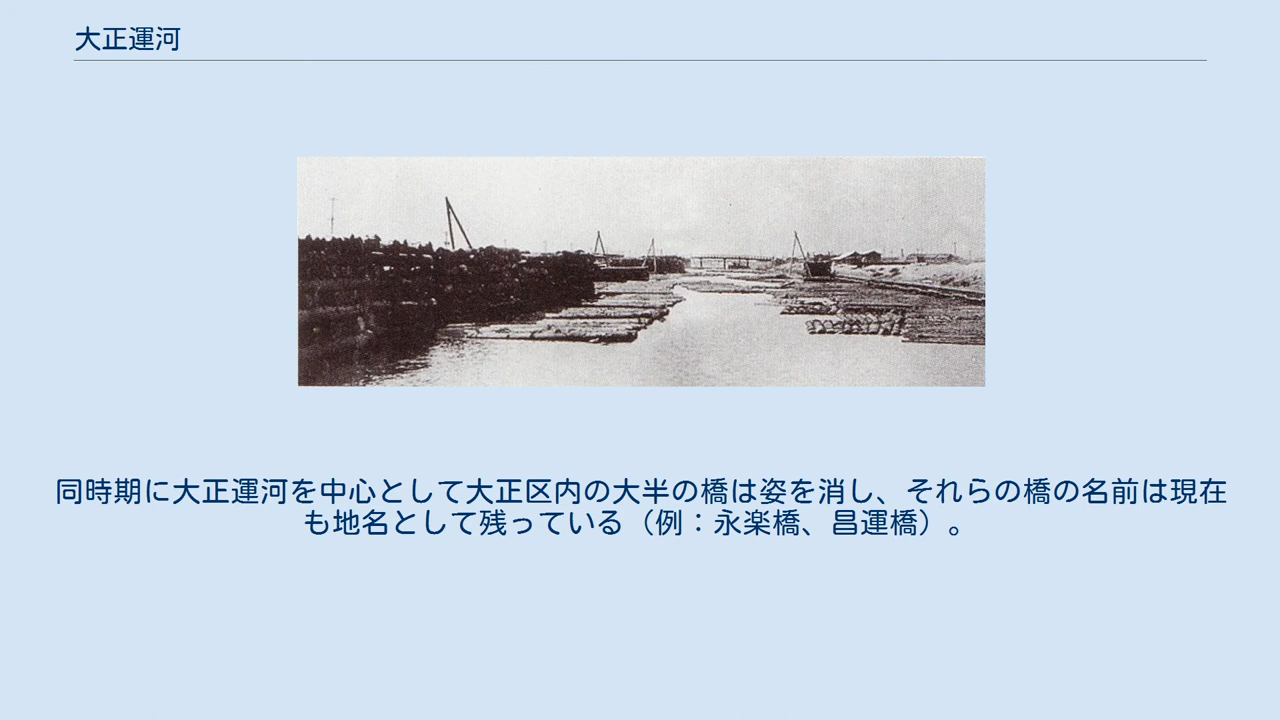 大正運河
同時期に大正運河を中心として大正区内の大半の橋は姿を消し、それらの橋の名前は現在
も地名として残っている（例：永楽橋、昌運橋）。